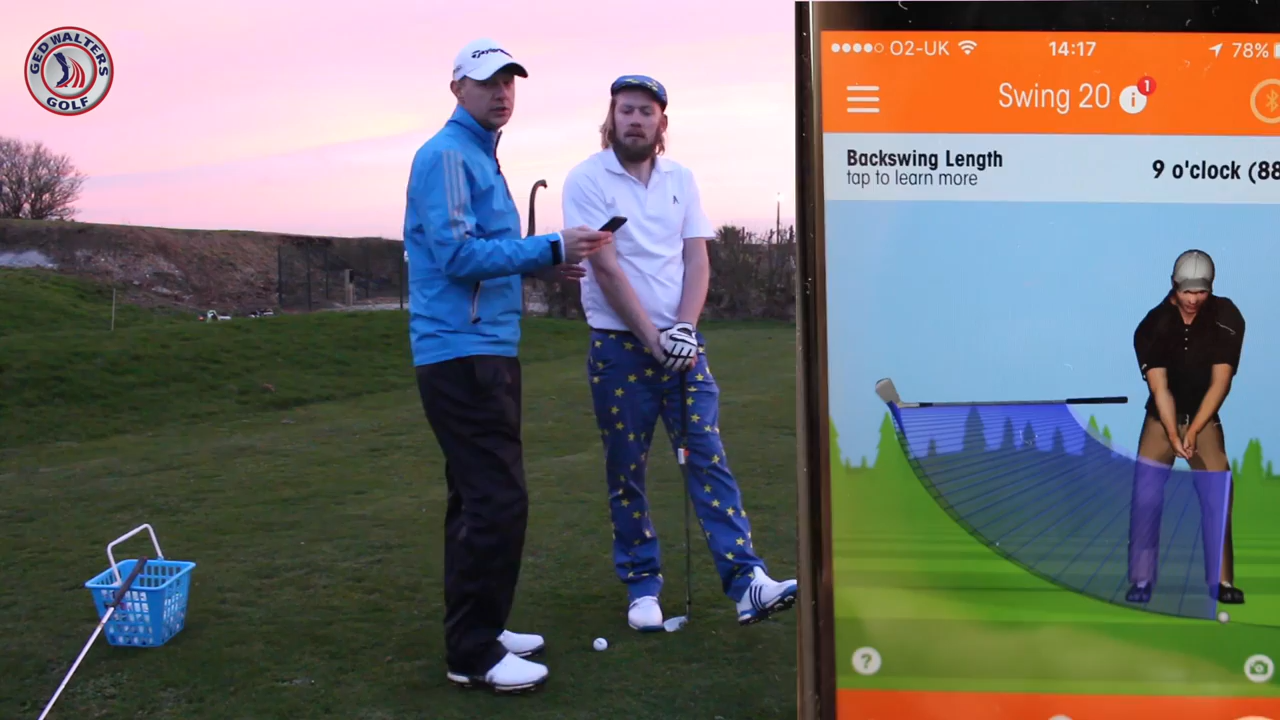 GED WALTERS
GOLF
TaylorMade
O2-UK 14:17 78%
Swing 20 i 1
Backswing Length
tap to learn more
9 o'clock (88
?